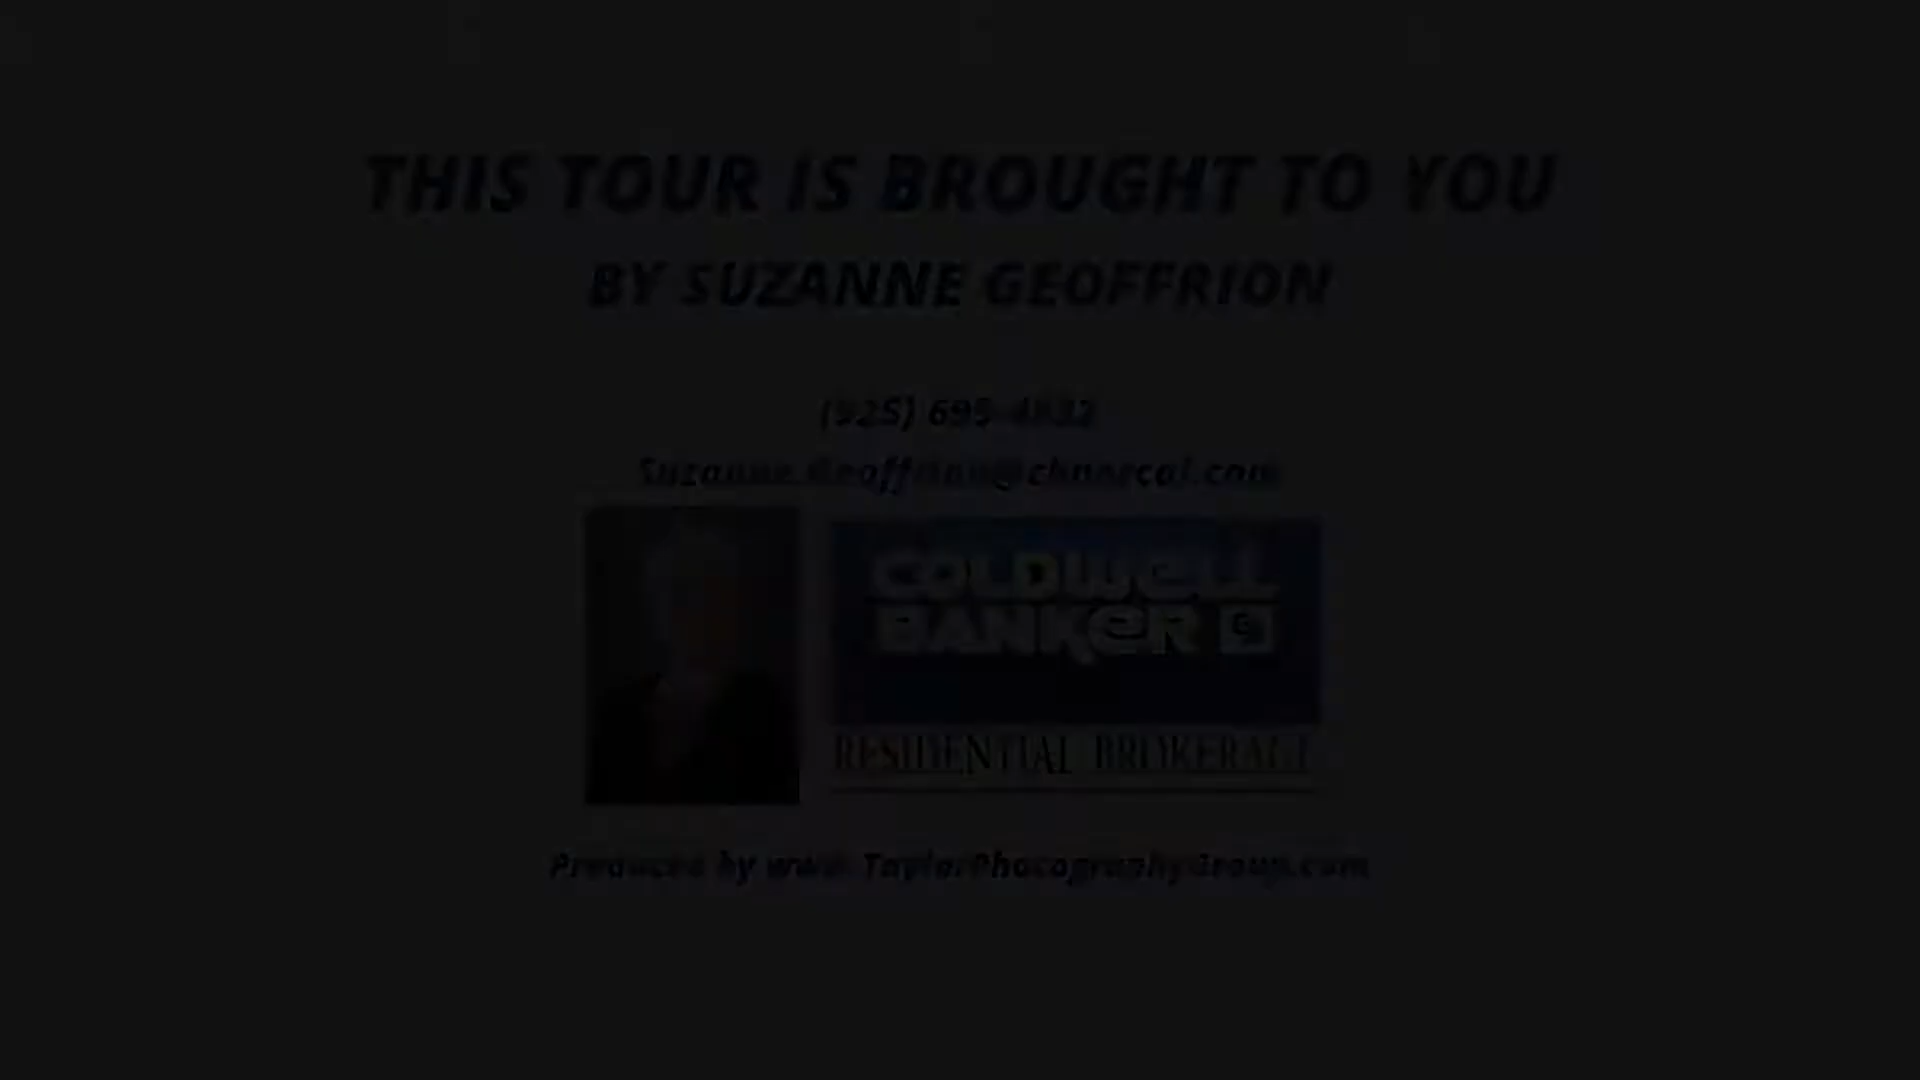 THIS TOUR IS BROUGHT TO YOU
BY SUZANNE GEOFFRION
(925) 695-
Suzanne.Geoffrion@cbnorcal.com
COLDWELL
BANKER
RESIDENTIAL BROKERAGE
Produced by www.TaylorPhotographyGroup.com